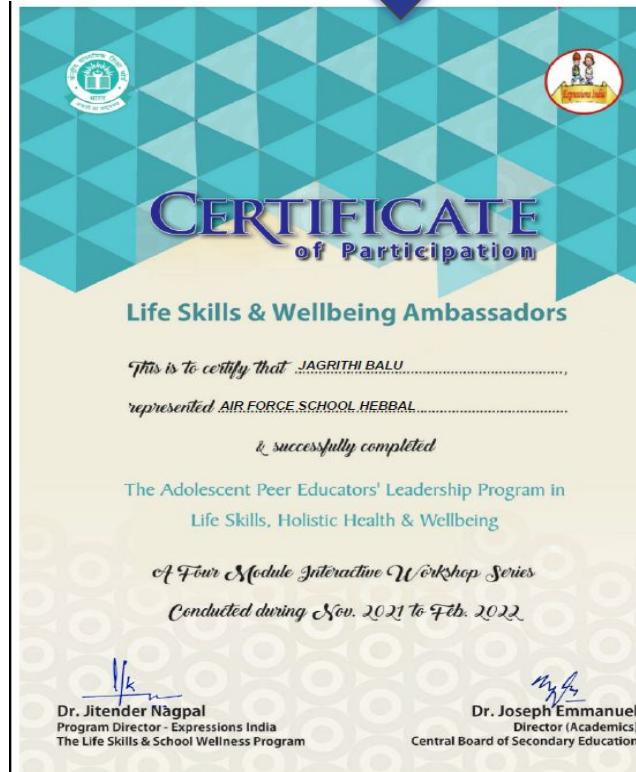 Expressions India
CERTIFICATE
of Participation
Life Skills & Wellbeing Ambassadors
This is to certify that JAGRITHI BALU
represented AIR FORCE SCHOOL HEBBAL
& successfully completed
The Adolescent Peer Educators' Leadership Program in
Life Skills, Holistic Health & Wellbeing
A Four Module Interactive Workshop Series
Conducted during Nov. 2021 to Feb. 2022
Dr. Jitender Nagpal
Program Director - Expressions India
The Life Skills & School Wellness Program
Dr. Joseph Emmanuel
Director (Academics)
Central Board of Secondary Education